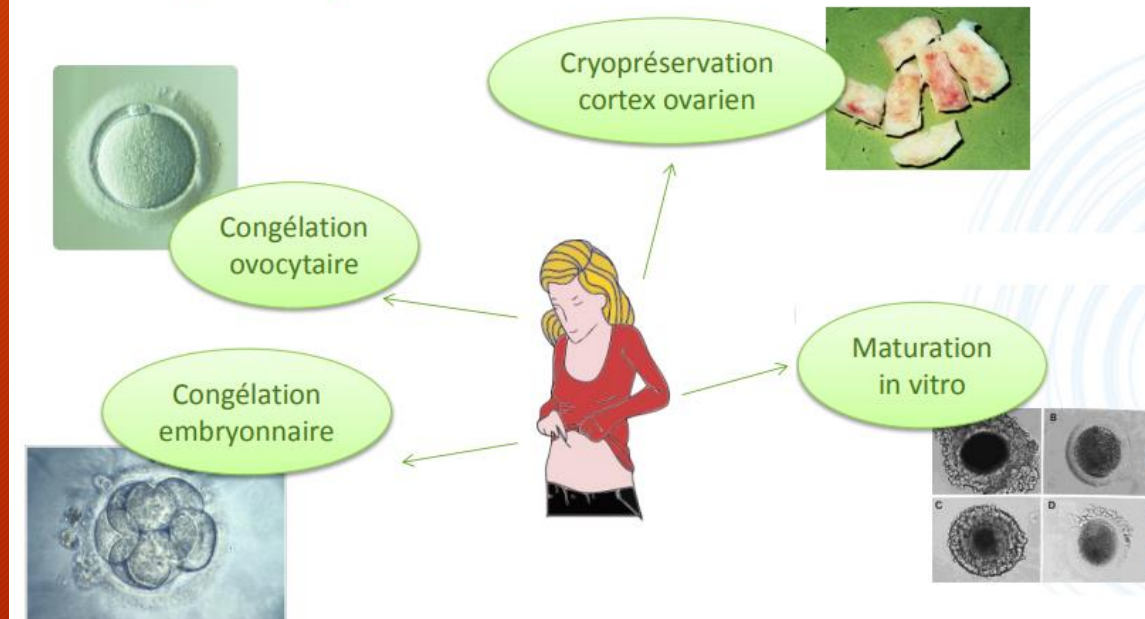 Cryopréservation
cortex ovarien
Congélation
ovocytaire
Maturation
in vitro
Congélation
embryonnaire
B
C
D